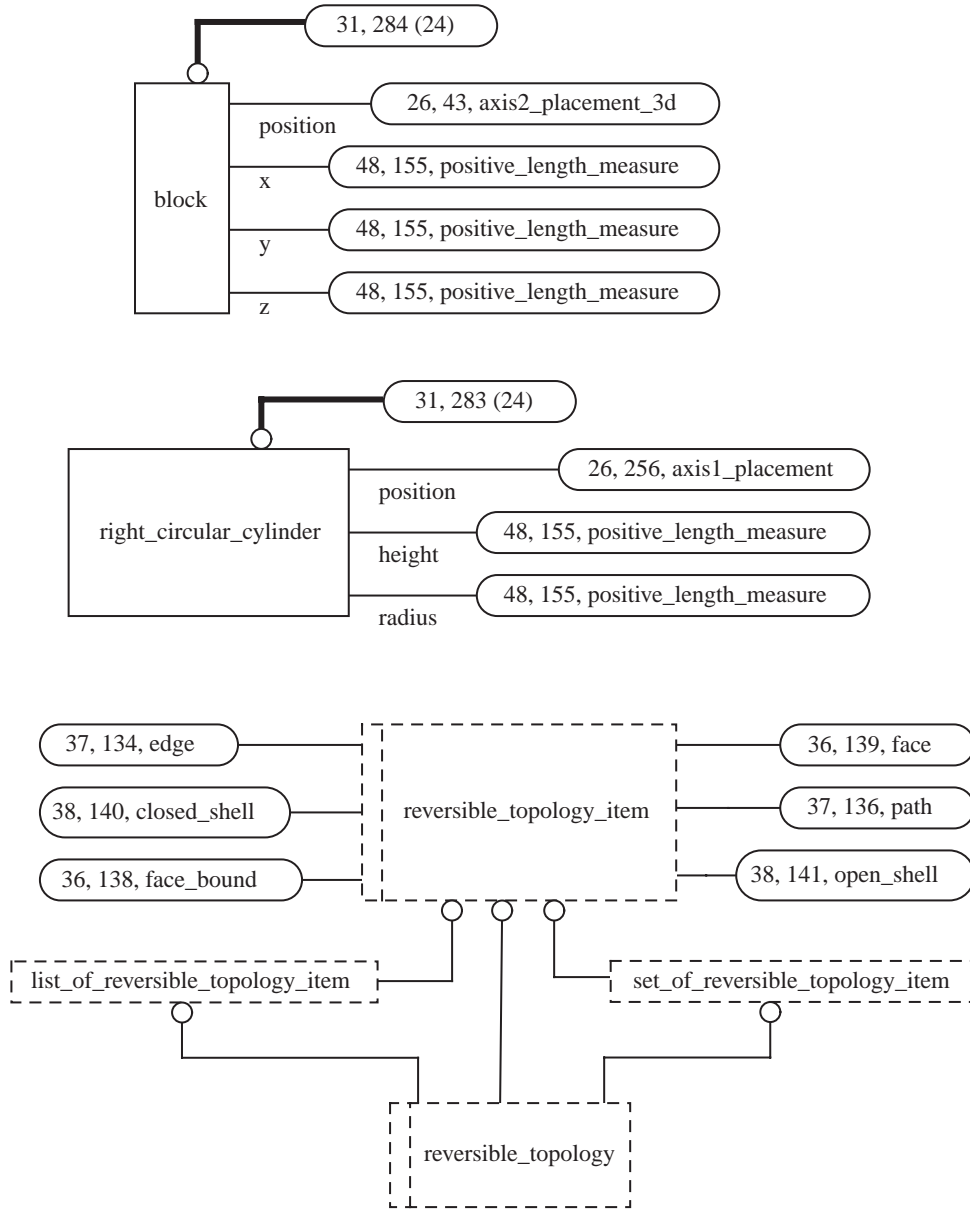 31, 284 (24)
26, 43, axis2_placement_3d
position
48, 155, positive_length_measure
x
block
48, 155, positive_length_measure
y
48, 155, positive_length_measure
z
31, 283 (24)
26, 256, axis1_placement
position
right_circular_cylinder
48, 155, positive_length_measure
height
48, 155, positive_length_measure
radius
37, 134, edge
36, 139, face
38, 140, closed_shell
reversible_topology_item
37, 136, path
36, 138, face_bound
38, 141, open_shell
list_of_reversible_topology_item
set_of_reversible_topology_item
reversible_topology